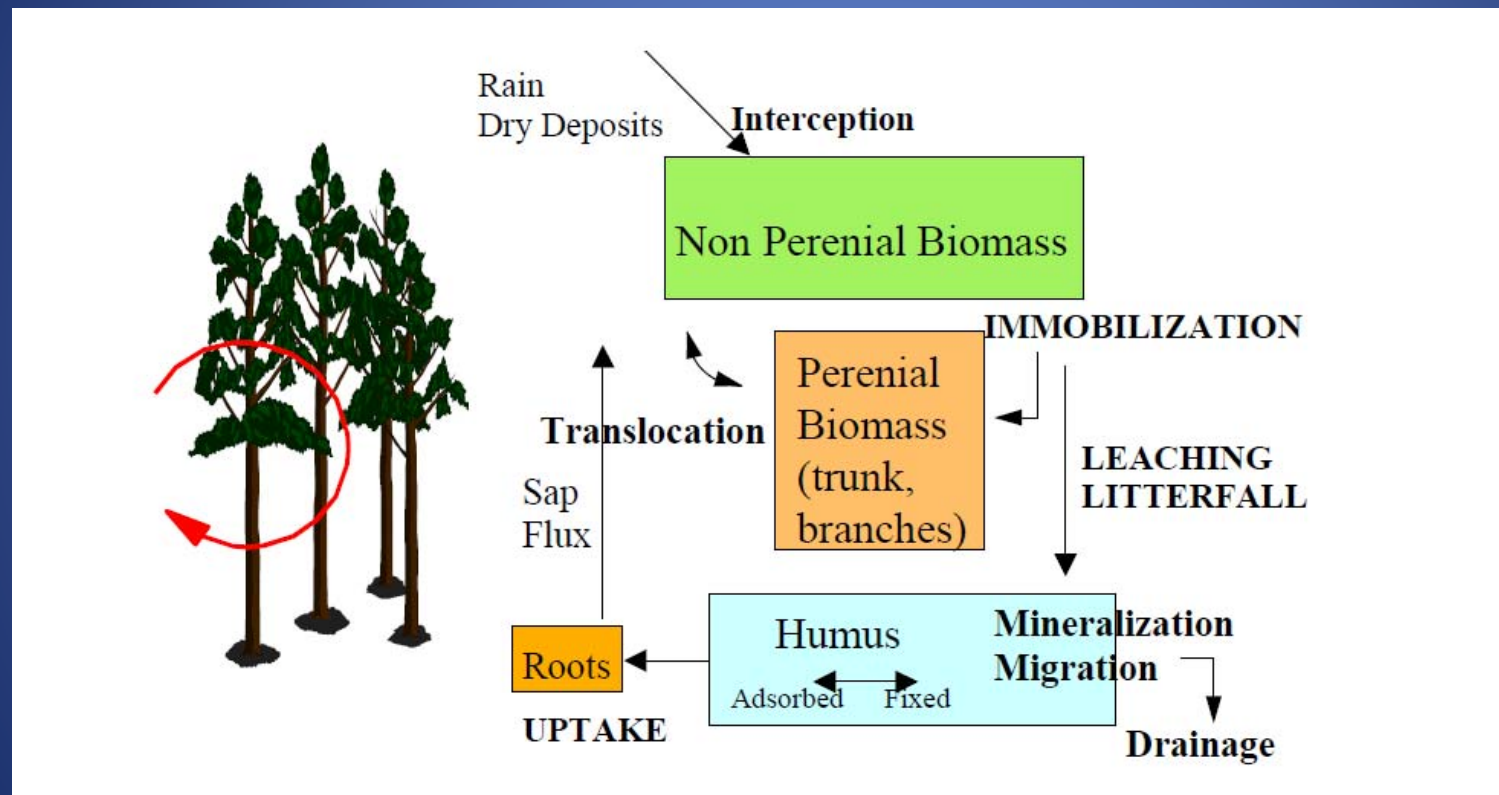 Rain
Dry Deposits
Interception
Non Perenial Biomass
IMMOBILIZATION
Perenial
Biomass
(trunk,
branches)
Translocation
LEACHING
LITTERFALL
Sap
Flux
Humus
Mineralization
Migration
Roots
Adsorbed Fixed
UPTAKE
Drainage